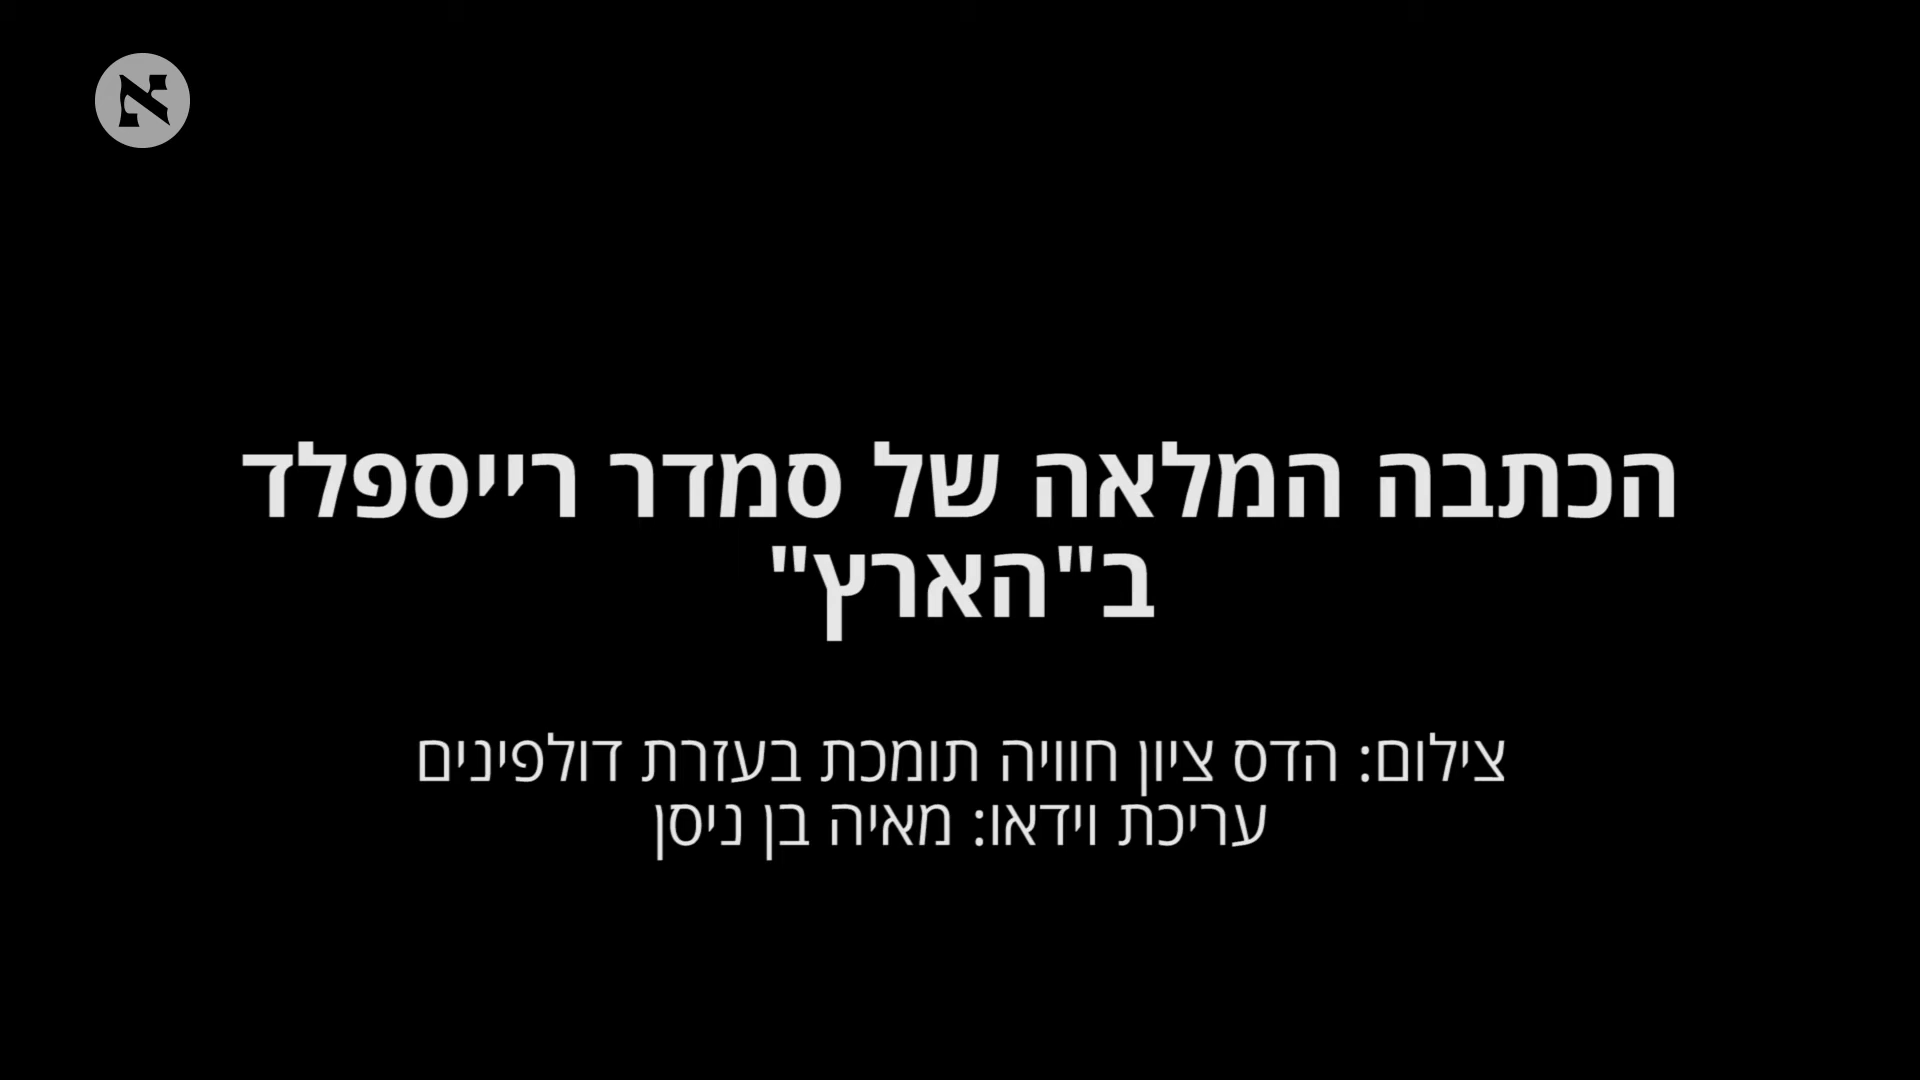 א
הכתבה המלאה של סמדר רייספלד
ב"הארץ"
צילום: הדס ציון חוויה תומכת בעזרת דולפינים
עריכת וידאו: מאיה בן ניסן